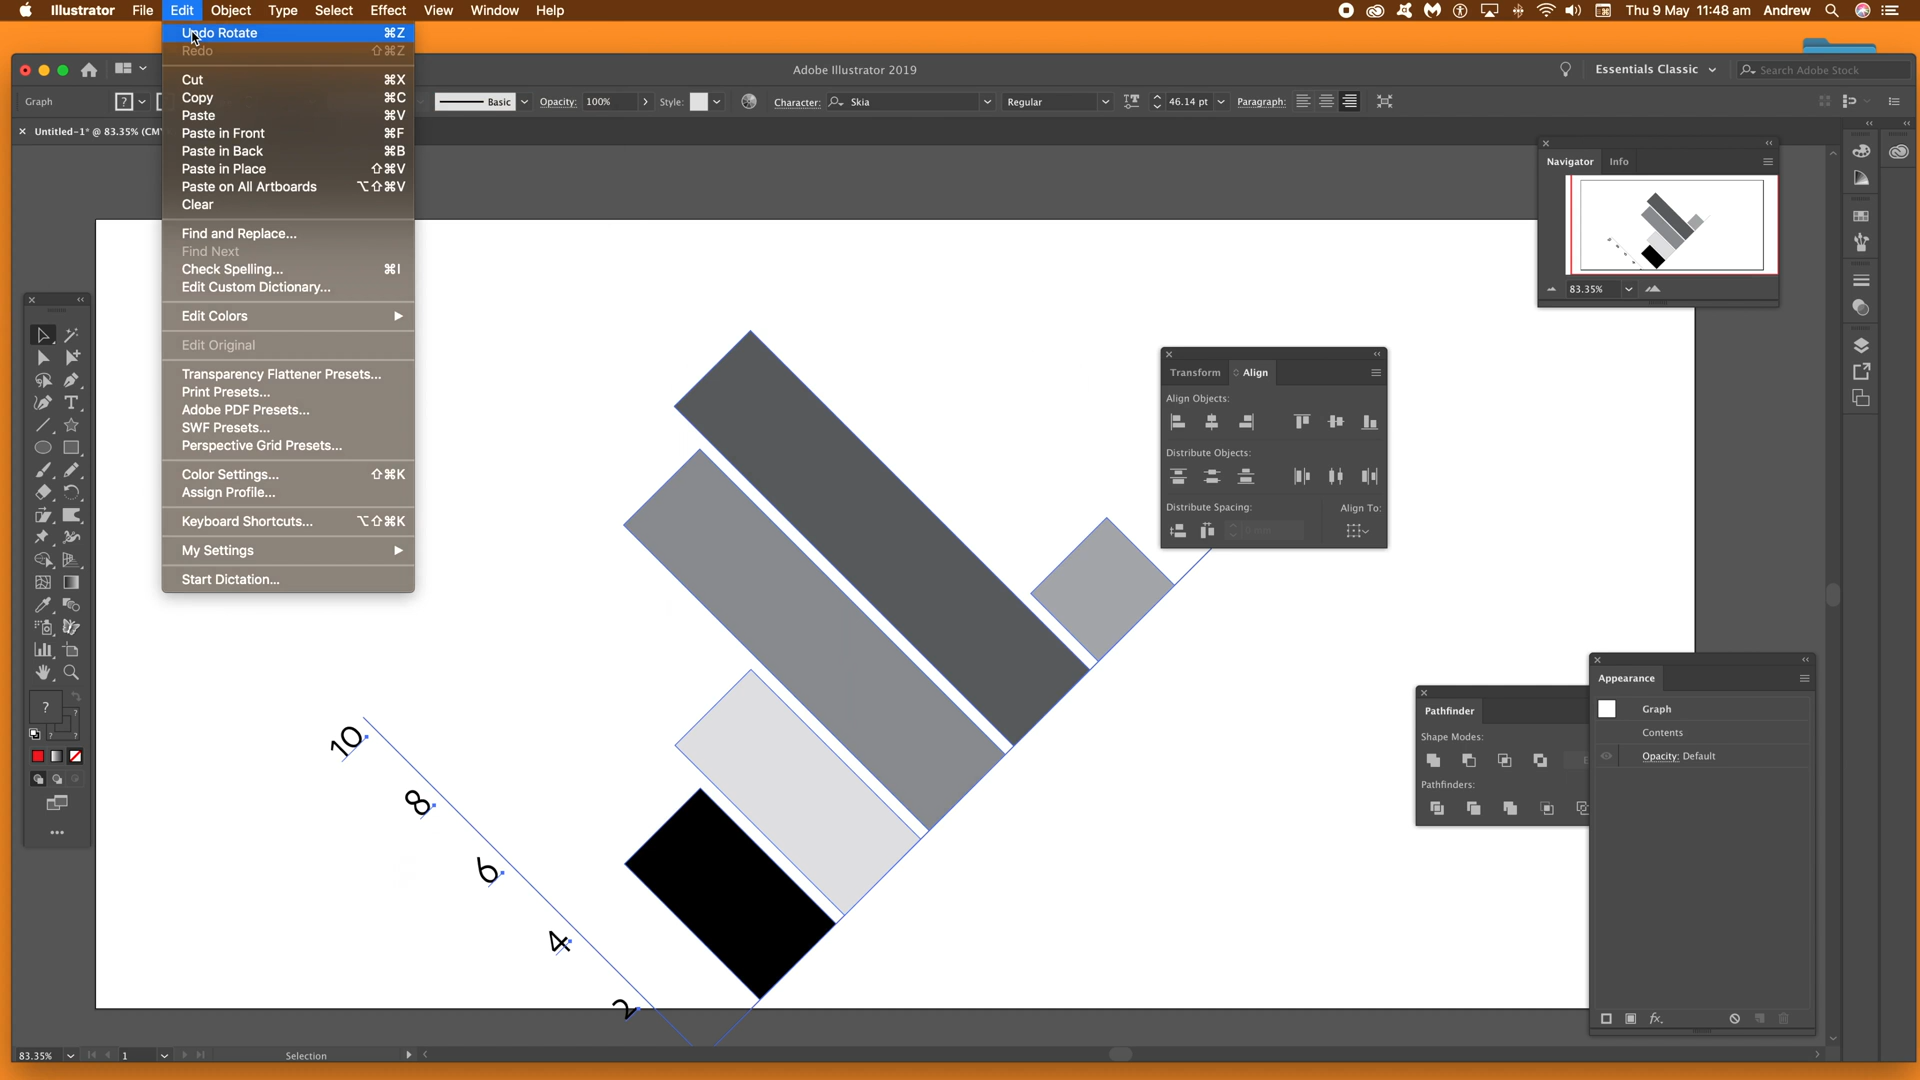 Illustrator File Edit Object Type Select Effect View Window Help
Thu 9 May 11:48 am Andrew
Undo Rotate ⌘Z
Redo ⇧⌘Z
Cut ⌘X
Copy ⌘C
Paste ⌘V
Paste in Front ⌘F
Paste in Back ⌘B
Paste in Place ⇧⌘V
Paste on All Artboards ⌥⇧⌘V
Clear
Find and Replace...
Find Next
Check Spelling... ⌘I
Edit Custom Dictionary...
Edit Colors
Edit Original
Transparency Flattener Presets...
Print Presets...
Adobe PDF Presets...
SWF Presets...
Perspective Grid Presets...
Color Settings... ⇧⌘K
Assign Profile...
Keyboard Shortcuts... ⌥⇧⌘K
My Settings
Start Dictation...
Adobe Illustrator 2019
Essentials Classic
Search Adobe Stock
Graph
Basic Opacity: 100% Style: Character: Skia Regular 46.14 pt Paragraph:
Untitled-1* @ 83.35% (CM
Navigator Info
83.35%
Transform Align
Align Objects:
Distribute Objects:
Distribute Spacing: Align To:
0 mm
Pathfinder
Shape Modes:
Pathfinders:
Appearance
Graph
Contents
Opacity: Default
fx
10
8
6
4
2
?
?
?
?
83.35% 1 Selection